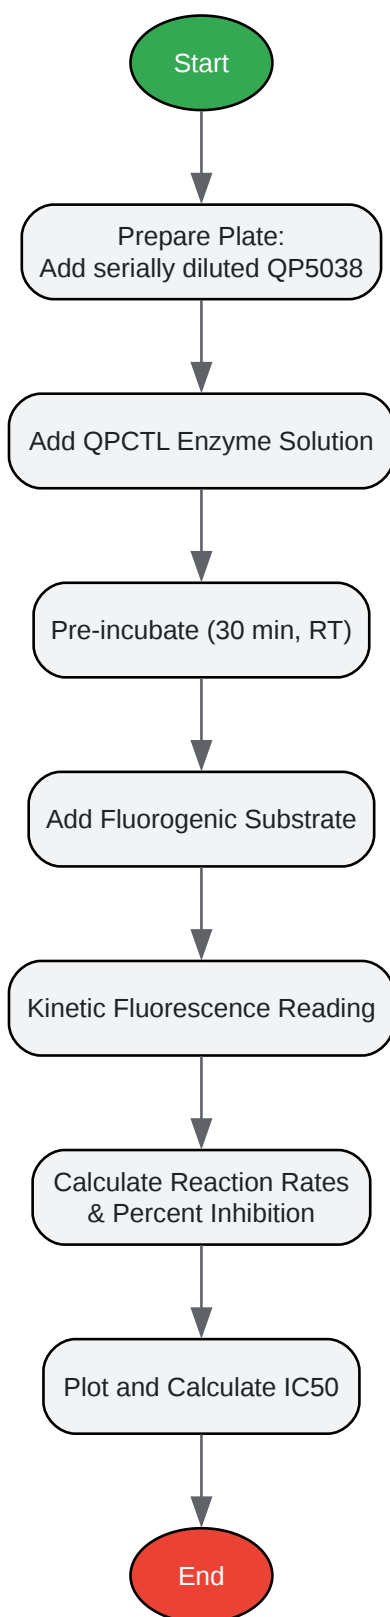 Start
Prepare Plate:
Add serially diluted QP5038
Add QPCTL Enzyme Solution
Pre-incubate (30 min, RT)
Add Fluorogenic Substrate
Kinetic Fluorescence Reading
Calculate Reaction Rates
& Percent Inhibition
Plot and Calculate IC50
End